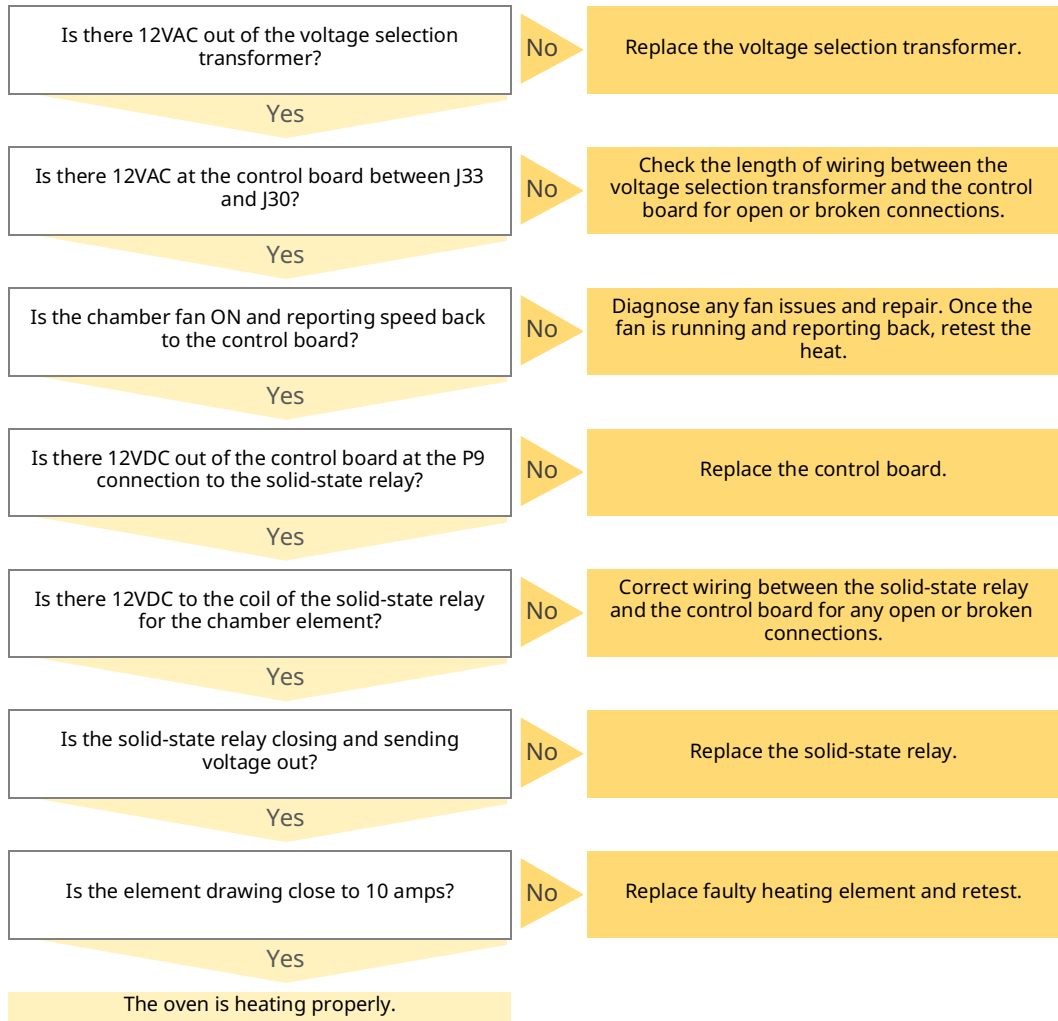 Is there 12VAC out of the voltage selection
transformer?
No
Replace the voltage selection transformer.
Yes
Is there 12VAC at the control board between J33
and J30?
No
Check the length of wiring between the
voltage selection transformer and the control
board for open or broken connections.
Yes
Is the chamber fan ON and reporting speed back
to the control board?
No
Diagnose any fan issues and repair. Once the
fan is running and reporting back, retest the
heat.
Yes
Is there 12VDC out of the control board at the P9
connection to the solid-state relay?
No
Replace the control board.
Yes
Is there 12VDC to the coil of the solid-state relay
for the chamber element?
No
Correct wiring between the solid-state relay
and the control board for any open or broken
connections.
Yes
Is the solid-state relay closing and sending
voltage out?
No
Replace the solid-state relay.
Yes
Is the element drawing close to 10 amps?
No
Replace faulty heating element and retest.
Yes
The oven is heating properly.